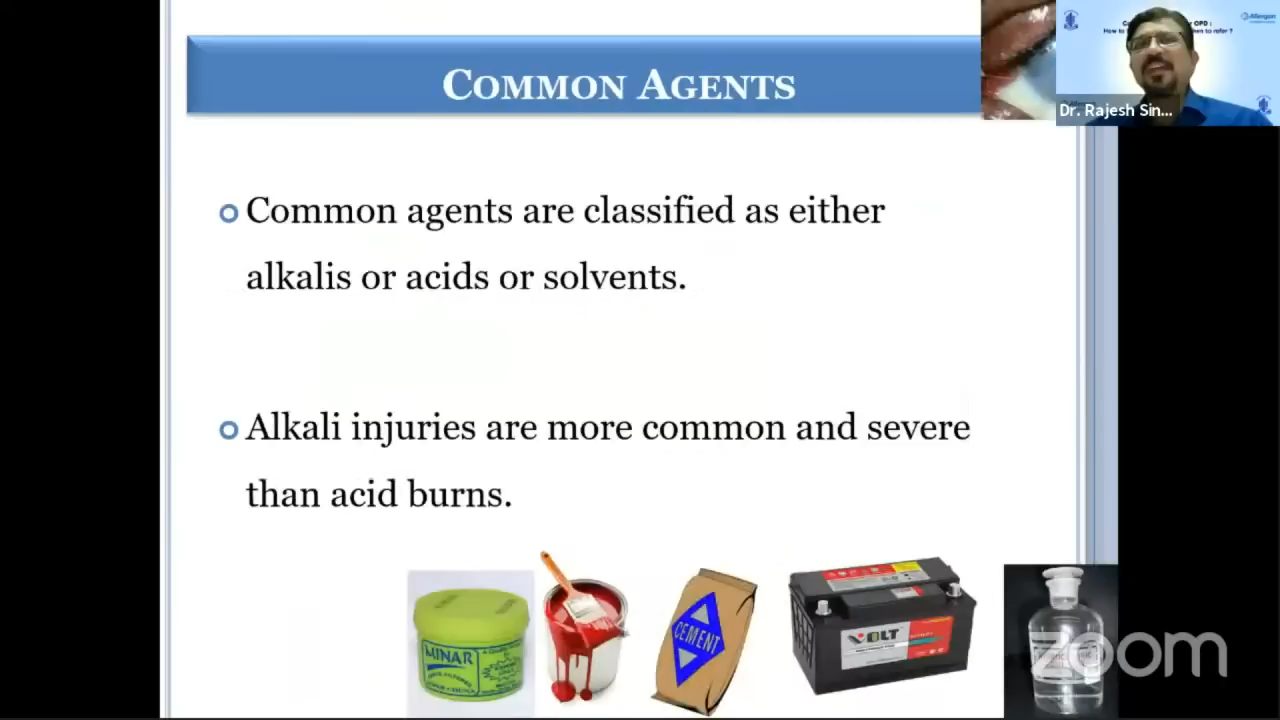 COMMON AGENTS
Dr. Rajesh Sin...
Common agents are classified as either
alkalis or acids or solvents.
Alkali injuries are more common and severe
than acid burns.
MINAR
CEMENT
VOLT
zoom